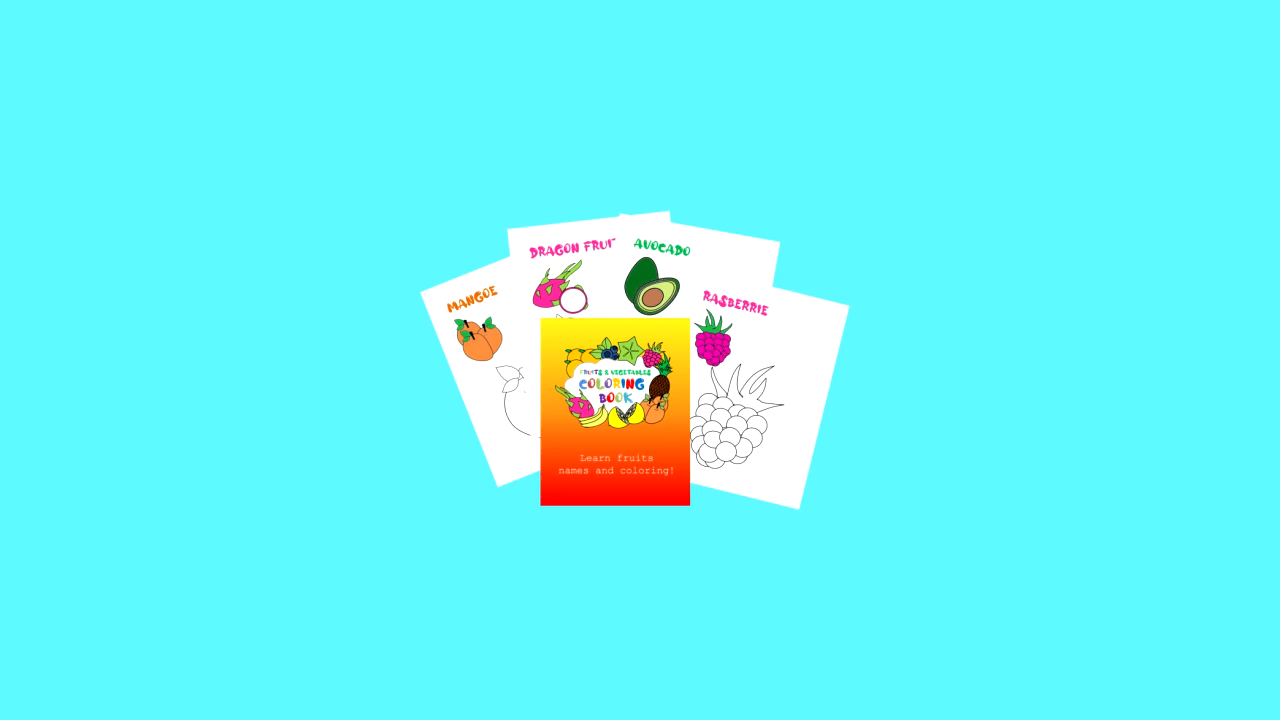 DRAGON FRUI
AVOCADO
MANGOE
RASBERRIE
FRUITS & VEGETABLES
COLORING
BOOK
Learn fruits
names and coloring!